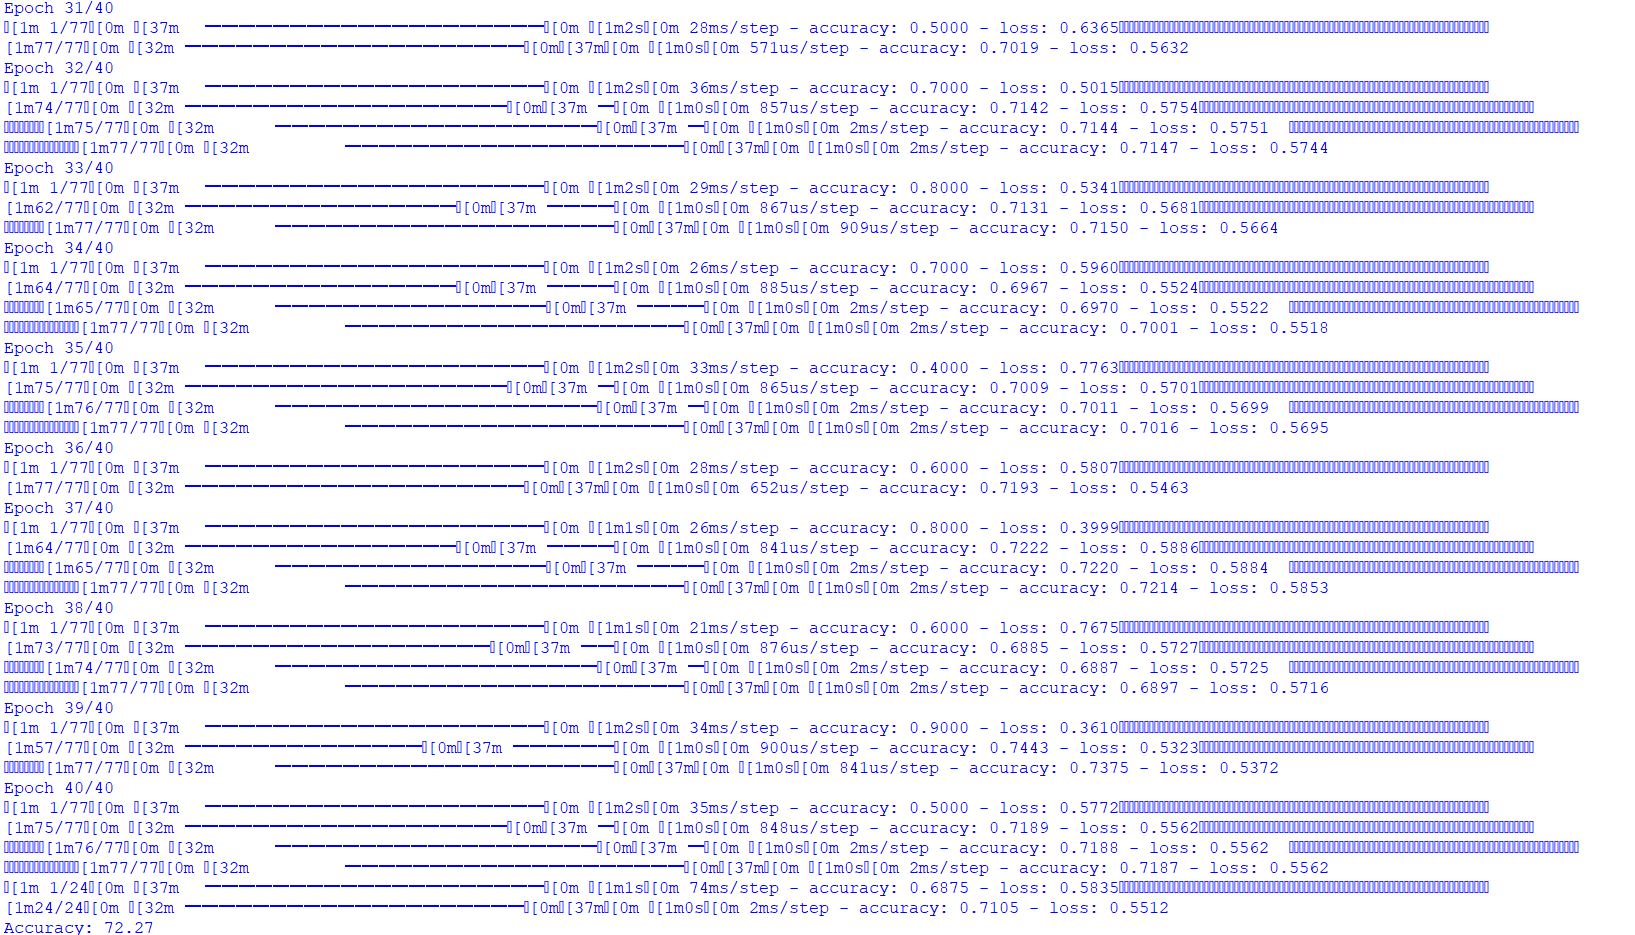 Epoch 31/40
[1m 1/77[0m [37m ━━━━━━━━━━━━━━━━━━━━[0m [1m2s[0m 28ms/step - accuracy: 0.5000 - loss: 0.6365
[1m77/77[0m [32m ━━━━━━━━━━━━━━━━━━━━[0m[37m[0m [1m0s[0m 571us/step - accuracy: 0.7019 - loss: 0.5632
Epoch 32/40
[1m 1/77[0m [37m ━━━━━━━━━━━━━━━━━━━━[0m [1m2s[0m 36ms/step - accuracy: 0.7000 - loss: 0.5015
[1m74/77[0m [32m ━━━━━━━━━━━━━━━━━━━[0m[37m ━[0m [1m0s[0m 857us/step - accuracy: 0.7142 - loss: 0.5754
[1m75/77[0m [32m ━━━━━━━━━━━━━━━━━━━[0m[37m ━[0m [1m0s[0m 2ms/step - accuracy: 0.7144 - loss: 0.5751
[1m77/77[0m [32m ━━━━━━━━━━━━━━━━━━━━[0m[37m[0m [1m0s[0m 2ms/step - accuracy: 0.7147 - loss: 0.5744
Epoch 33/40
[1m 1/77[0m [37m ━━━━━━━━━━━━━━━━━━━━[0m [1m2s[0m 29ms/step - accuracy: 0.8000 - loss: 0.5341
[1m62/77[0m [32m ━━━━━━━━━━━━━━━━[0m[37m ━━━━[0m [1m0s[0m 867us/step - accuracy: 0.7131 - loss: 0.5681
[1m77/77[0m [32m ━━━━━━━━━━━━━━━━━━━━[0m[37m[0m [1m0s[0m 909us/step - accuracy: 0.7150 - loss: 0.5664
Epoch 34/40
[1m 1/77[0m [37m ━━━━━━━━━━━━━━━━━━━━[0m [1m2s[0m 26ms/step - accuracy: 0.7000 - loss: 0.5960
[1m64/77[0m [32m ━━━━━━━━━━━━━━━━[0m[37m ━━━━[0m [1m0s[0m 885us/step - accuracy: 0.6967 - loss: 0.5524
[1m65/77[0m [32m ━━━━━━━━━━━━━━━━[0m[37m ━━━━[0m [1m0s[0m 2ms/step - accuracy: 0.6970 - loss: 0.5522
[1m77/77[0m [32m ━━━━━━━━━━━━━━━━━━━━[0m[37m[0m [1m0s[0m 2ms/step - accuracy: 0.7001 - loss: 0.5518
Epoch 35/40
[1m 1/77[0m [37m ━━━━━━━━━━━━━━━━━━━━[0m [1m2s[0m 33ms/step - accuracy: 0.4000 - loss: 0.7763
[1m75/77[0m [32m ━━━━━━━━━━━━━━━━━━━[0m[37m ━[0m [1m0s[0m 865us/step - accuracy: 0.7009 - loss: 0.5701
[1m76/77[0m [32m ━━━━━━━━━━━━━━━━━━━[0m[37m ━[0m [1m0s[0m 2ms/step - accuracy: 0.7011 - loss: 0.5699
[1m77/77[0m [32m ━━━━━━━━━━━━━━━━━━━━[0m[37m[0m [1m0s[0m 2ms/step - accuracy: 0.7016 - loss: 0.5695
Epoch 36/40
[1m 1/77[0m [37m ━━━━━━━━━━━━━━━━━━━━[0m [1m2s[0m 28ms/step - accuracy: 0.6000 - loss: 0.5807
[1m77/77[0m [32m ━━━━━━━━━━━━━━━━━━━━[0m[37m[0m [1m0s[0m 652us/step - accuracy: 0.7193 - loss: 0.5463
Epoch 37/40
[1m 1/77[0m [37m ━━━━━━━━━━━━━━━━━━━━[0m [1m1s[0m 26ms/step - accuracy: 0.8000 - loss: 0.3999
[1m64/77[0m [32m ━━━━━━━━━━━━━━━━[0m[37m ━━━━[0m [1m0s[0m 841us/step - accuracy: 0.7222 - loss: 0.5886
[1m65/77[0m [32m ━━━━━━━━━━━━━━━━[0m[37m ━━━━[0m [1m0s[0m 2ms/step - accuracy: 0.7220 - loss: 0.5884
[1m77/77[0m [32m ━━━━━━━━━━━━━━━━━━━━[0m[37m[0m [1m0s[0m 2ms/step - accuracy: 0.7214 - loss: 0.5853
Epoch 38/40
[1m 1/77[0m [37m ━━━━━━━━━━━━━━━━━━━━[0m [1m1s[0m 21ms/step - accuracy: 0.6000 - loss: 0.7675
[1m73/77[0m [32m ━━━━━━━━━━━━━━━━━━[0m[37m ━━[0m [1m0s[0m 876us/step - accuracy: 0.6885 - loss: 0.5727
[1m74/77[0m [32m ━━━━━━━━━━━━━━━━━━━[0m[37m ━[0m [1m0s[0m 2ms/step - accuracy: 0.6887 - loss: 0.5725
[1m77/77[0m [32m ━━━━━━━━━━━━━━━━━━━━[0m[37m[0m [1m0s[0m 2ms/step - accuracy: 0.6897 - loss: 0.5716
Epoch 39/40
[1m 1/77[0m [37m ━━━━━━━━━━━━━━━━━━━━[0m [1m2s[0m 34ms/step - accuracy: 0.9000 - loss: 0.3610
[1m57/77[0m [32m ━━━━━━━━━━━━━━[0m[37m ━━━━━━[0m [1m0s[0m 900us/step - accuracy: 0.7443 - loss: 0.5323
[1m77/77[0m [32m ━━━━━━━━━━━━━━━━━━━━[0m[37m[0m [1m0s[0m 841us/step - accuracy: 0.7375 - loss: 0.5372
Epoch 40/40
[1m 1/77[0m [37m ━━━━━━━━━━━━━━━━━━━━[0m [1m2s[0m 35ms/step - accuracy: 0.5000 - loss: 0.5772
[1m75/77[0m [32m ━━━━━━━━━━━━━━━━━━━[0m[37m ━[0m [1m0s[0m 848us/step - accuracy: 0.7189 - loss: 0.5562
[1m76/77[0m [32m ━━━━━━━━━━━━━━━━━━━[0m[37m ━[0m [1m0s[0m 2ms/step - accuracy: 0.7188 - loss: 0.5562
[1m77/77[0m [32m ━━━━━━━━━━━━━━━━━━━━[0m[37m[0m [1m0s[0m 2ms/step - accuracy: 0.7187 - loss: 0.5562
[1m 1/24[0m [37m ━━━━━━━━━━━━━━━━━━━━[0m [1m1s[0m 74ms/step - accuracy: 0.6875 - loss: 0.5835
[1m24/24[0m [32m ━━━━━━━━━━━━━━━━━━━━[0m[37m[0m [1m0s[0m 2ms/step - accuracy: 0.7105 - loss: 0.5512
Accuracy: 72.27